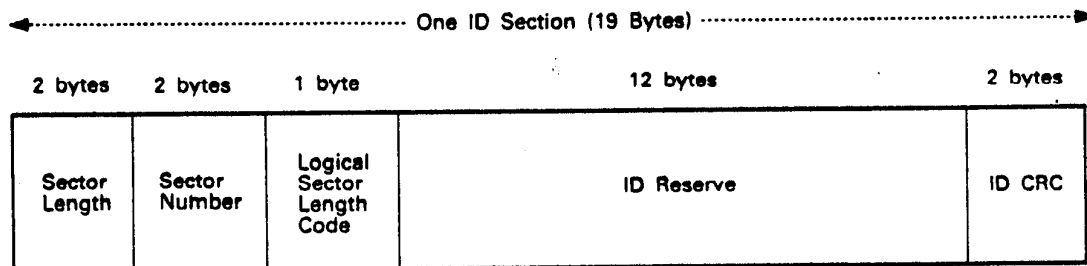 One ID Section (19 Bytes)
2 bytes 2 bytes 1 byte 12 bytes 2 bytes
Sector Length
Sector Number
Logical Sector Length Code
ID Reserve
ID CRC